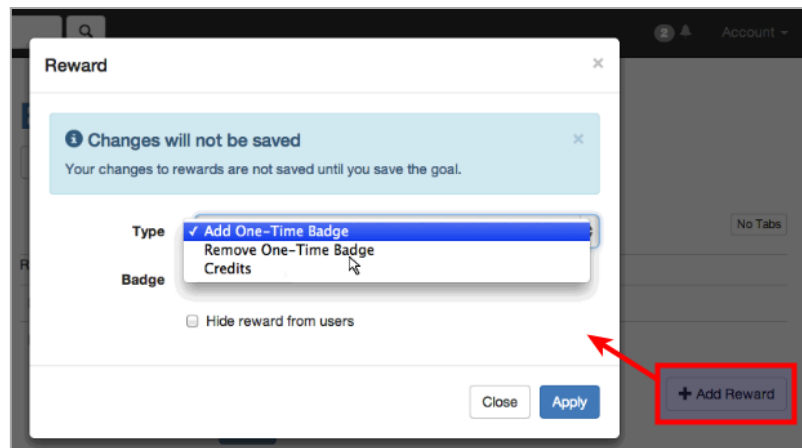 2 Account
Reward ×
Changes will not be saved ×
Your changes to rewards are not saved until you save the goal.
No Tabs
Type ✓ Add One-Time Badge
Remove One-Time Badge
Credits
Badge
Hide reward from users
Close Apply
+ Add Reward